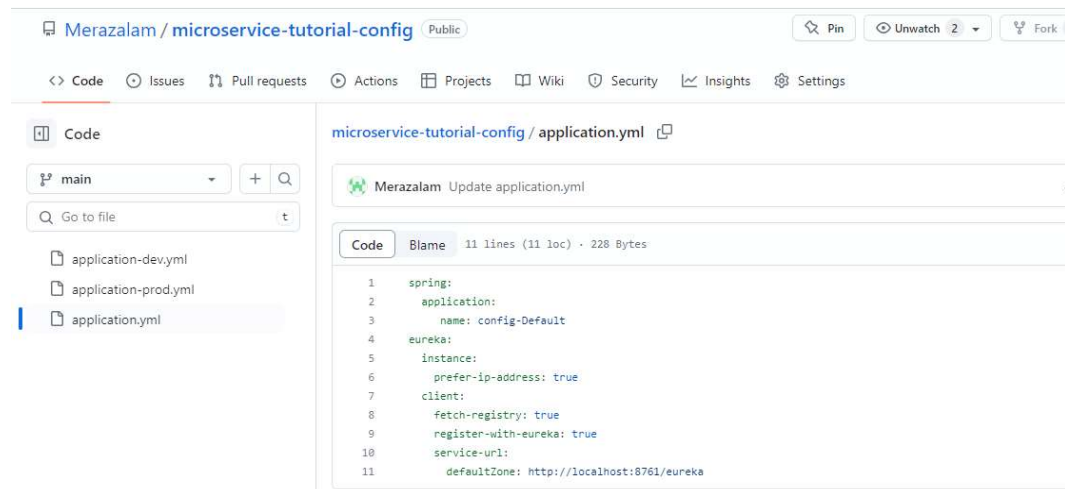 Merazalam / microservice-tutorial-config Public
Pin
Unwatch 2
Fork
Code
Issues
Pull requests
Actions
Projects
Wiki
Security
Insights
Settings
Code
main
Go to file
t
application-dev.yml
application-prod.yml
application.yml
microservice-tutorial-config / application.yml
Merazalam Update application.yml
Code Blame 11 lines (11 loc) · 228 Bytes
1 spring:
2 application:
3 name: config-Default
4 eureka:
5 instance:
6 prefer-ip-address: true
7 client:
8 fetch-registry: true
9 register-with-eureka: true
10 service-url:
11 defaultZone: http://localhost:8761/eureka